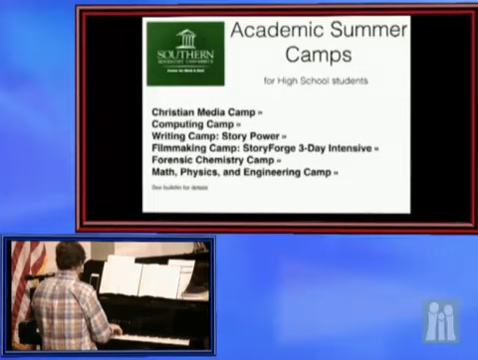 SOUTHERN
Academic Summer
Camps
for High School students
Christian Media Camp »
Computing Camp »
Writing Camp: Story Power »
Filmmaking Camp: StoryForge 3-Day Intensive »
Forensic Chemistry Camp »
Math, Physics, and Engineering Camp »
See bulletin for details